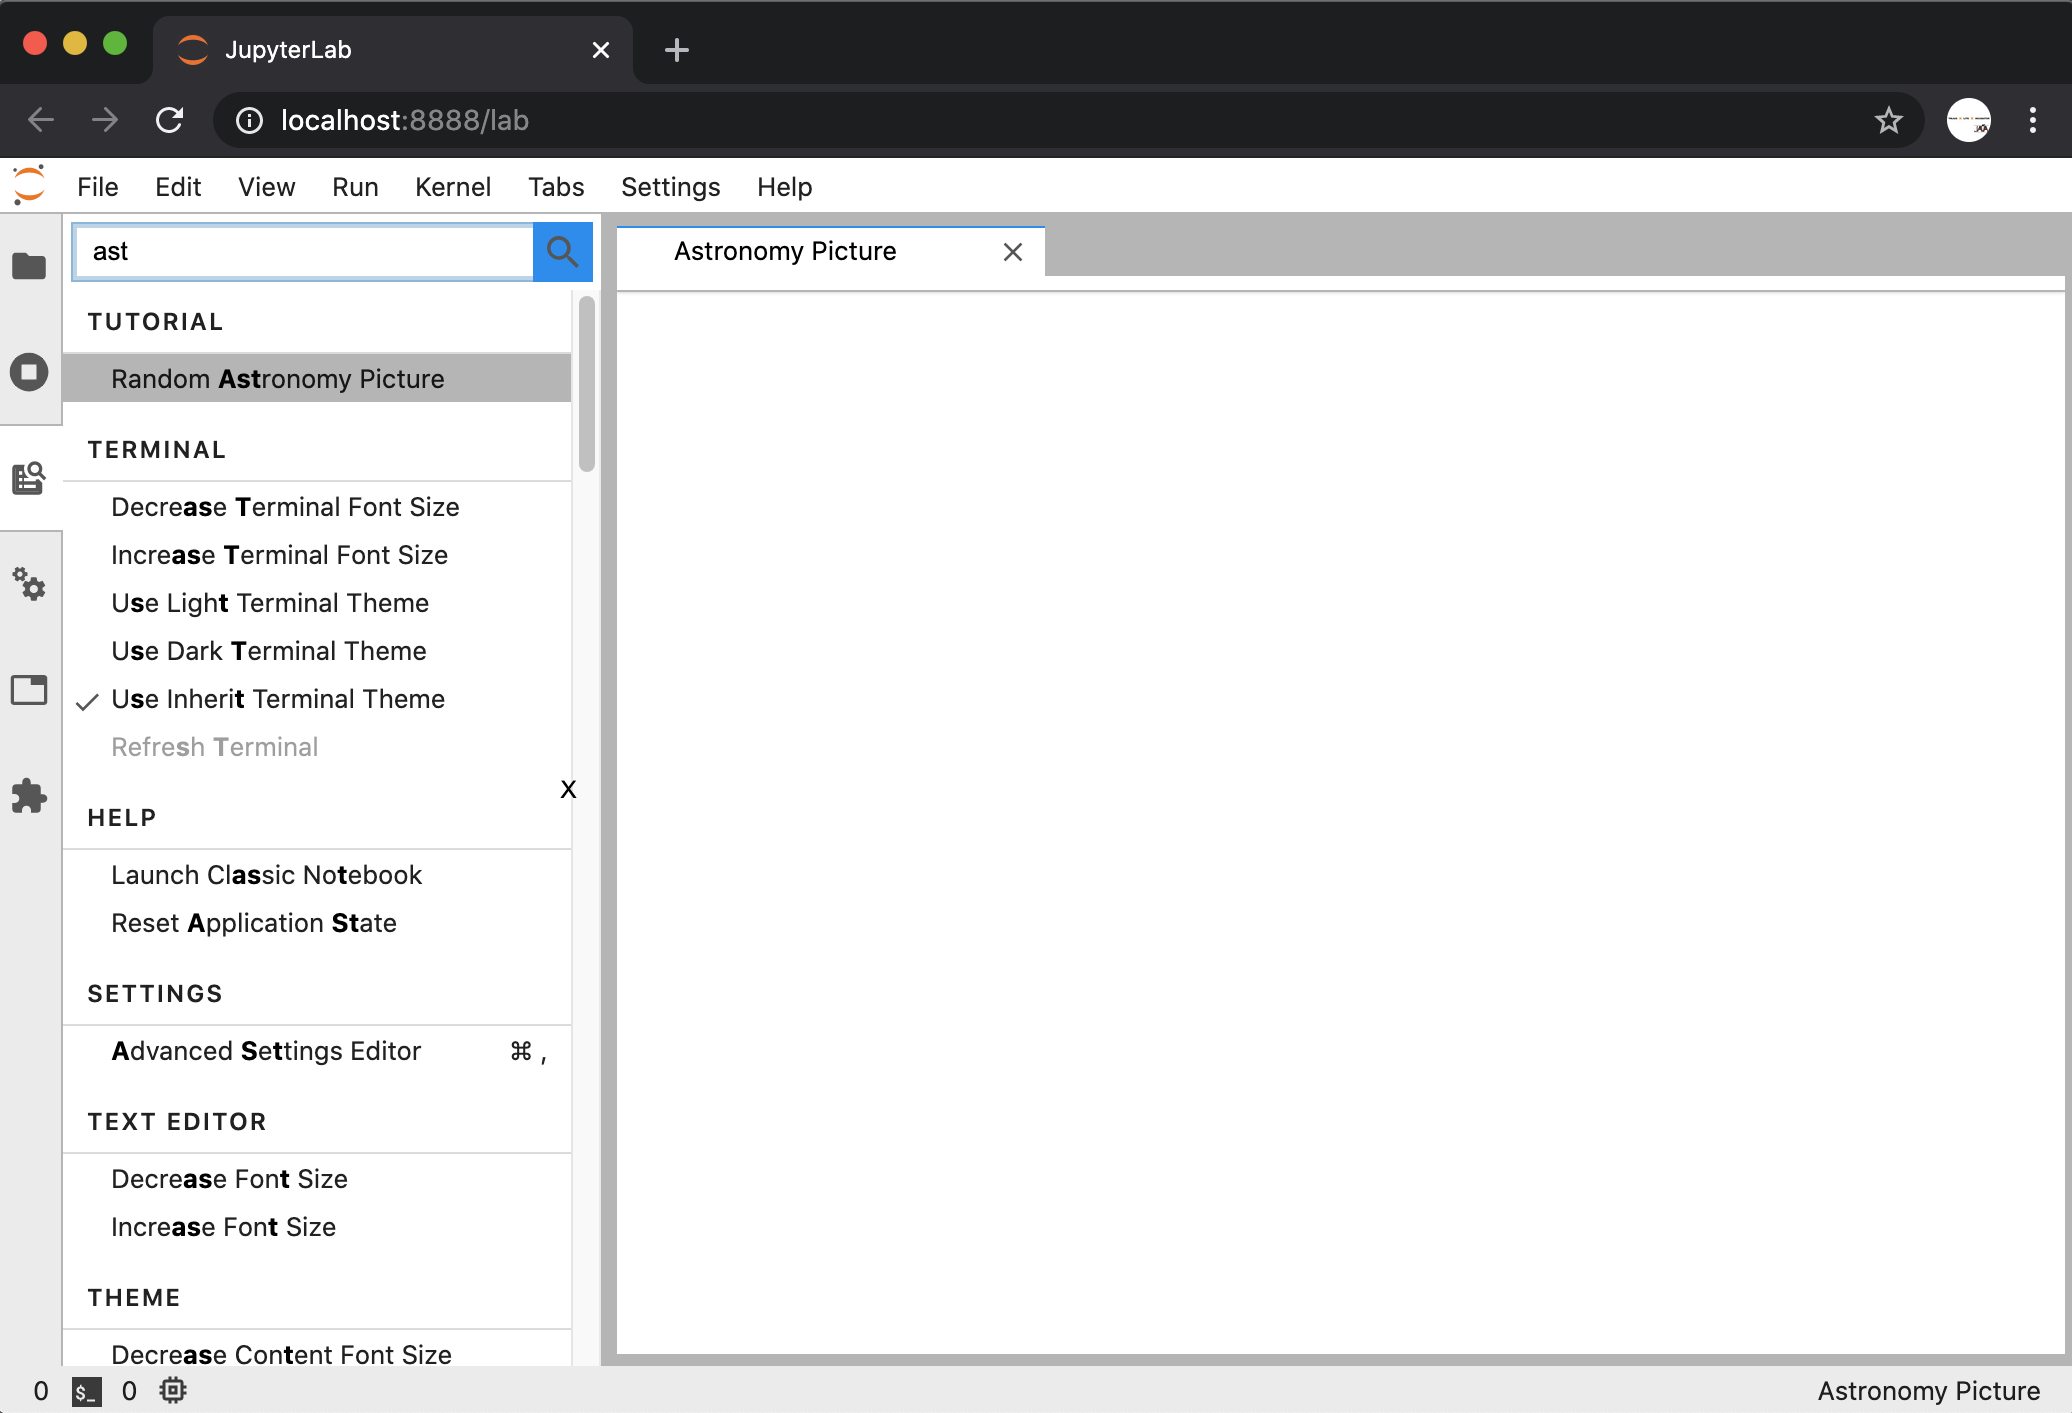 JupyterLab
localhost:8888/lab
File Edit View Run Kernel Tabs Settings Help
ast
Astronomy Picture
TUTORIAL
Random Astronomy Picture
TERMINAL
Decrease Terminal Font Size
Increase Terminal Font Size
Use Light Terminal Theme
Use Dark Terminal Theme
Use Inherit Terminal Theme
Refresh Terminal
X
HELP
Launch Classic Notebook
Reset Application State
SETTINGS
Advanced Settings Editor ⌘ ,
TEXT EDITOR
Decrease Font Size
Increase Font Size
THEME
Decrease Content Font Size
0 $_ 0 Astronomy Picture